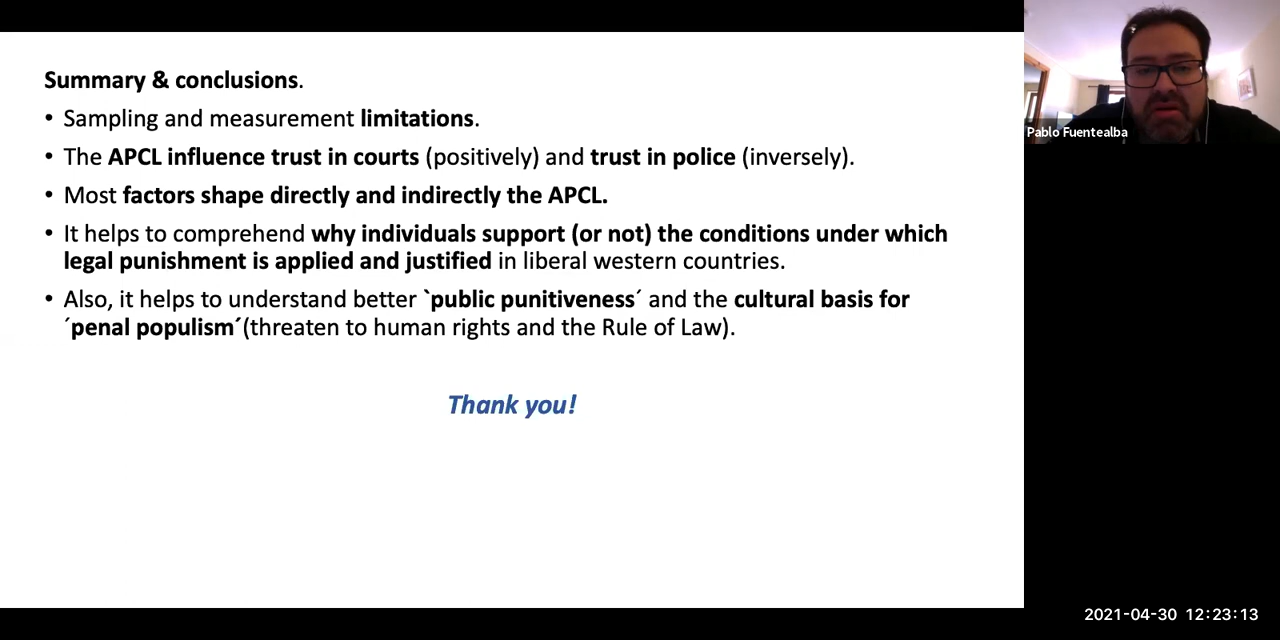 Summary & conclusions.
• Sampling and measurement limitations.
• The APCL influence trust in courts (positively) and trust in police (inversely).
• Most factors shape directly and indirectly the APCL.
• It helps to comprehend why individuals support (or not) the conditions under which
legal punishment is applied and justified in liberal western countries.
• Also, it helps to understand better `public punitiveness´ and the cultural basis for
´penal populism´(threaten to human rights and the Rule of Law).
Thank you!
Pablo Fuentealba
2021-04-30 12:23:13